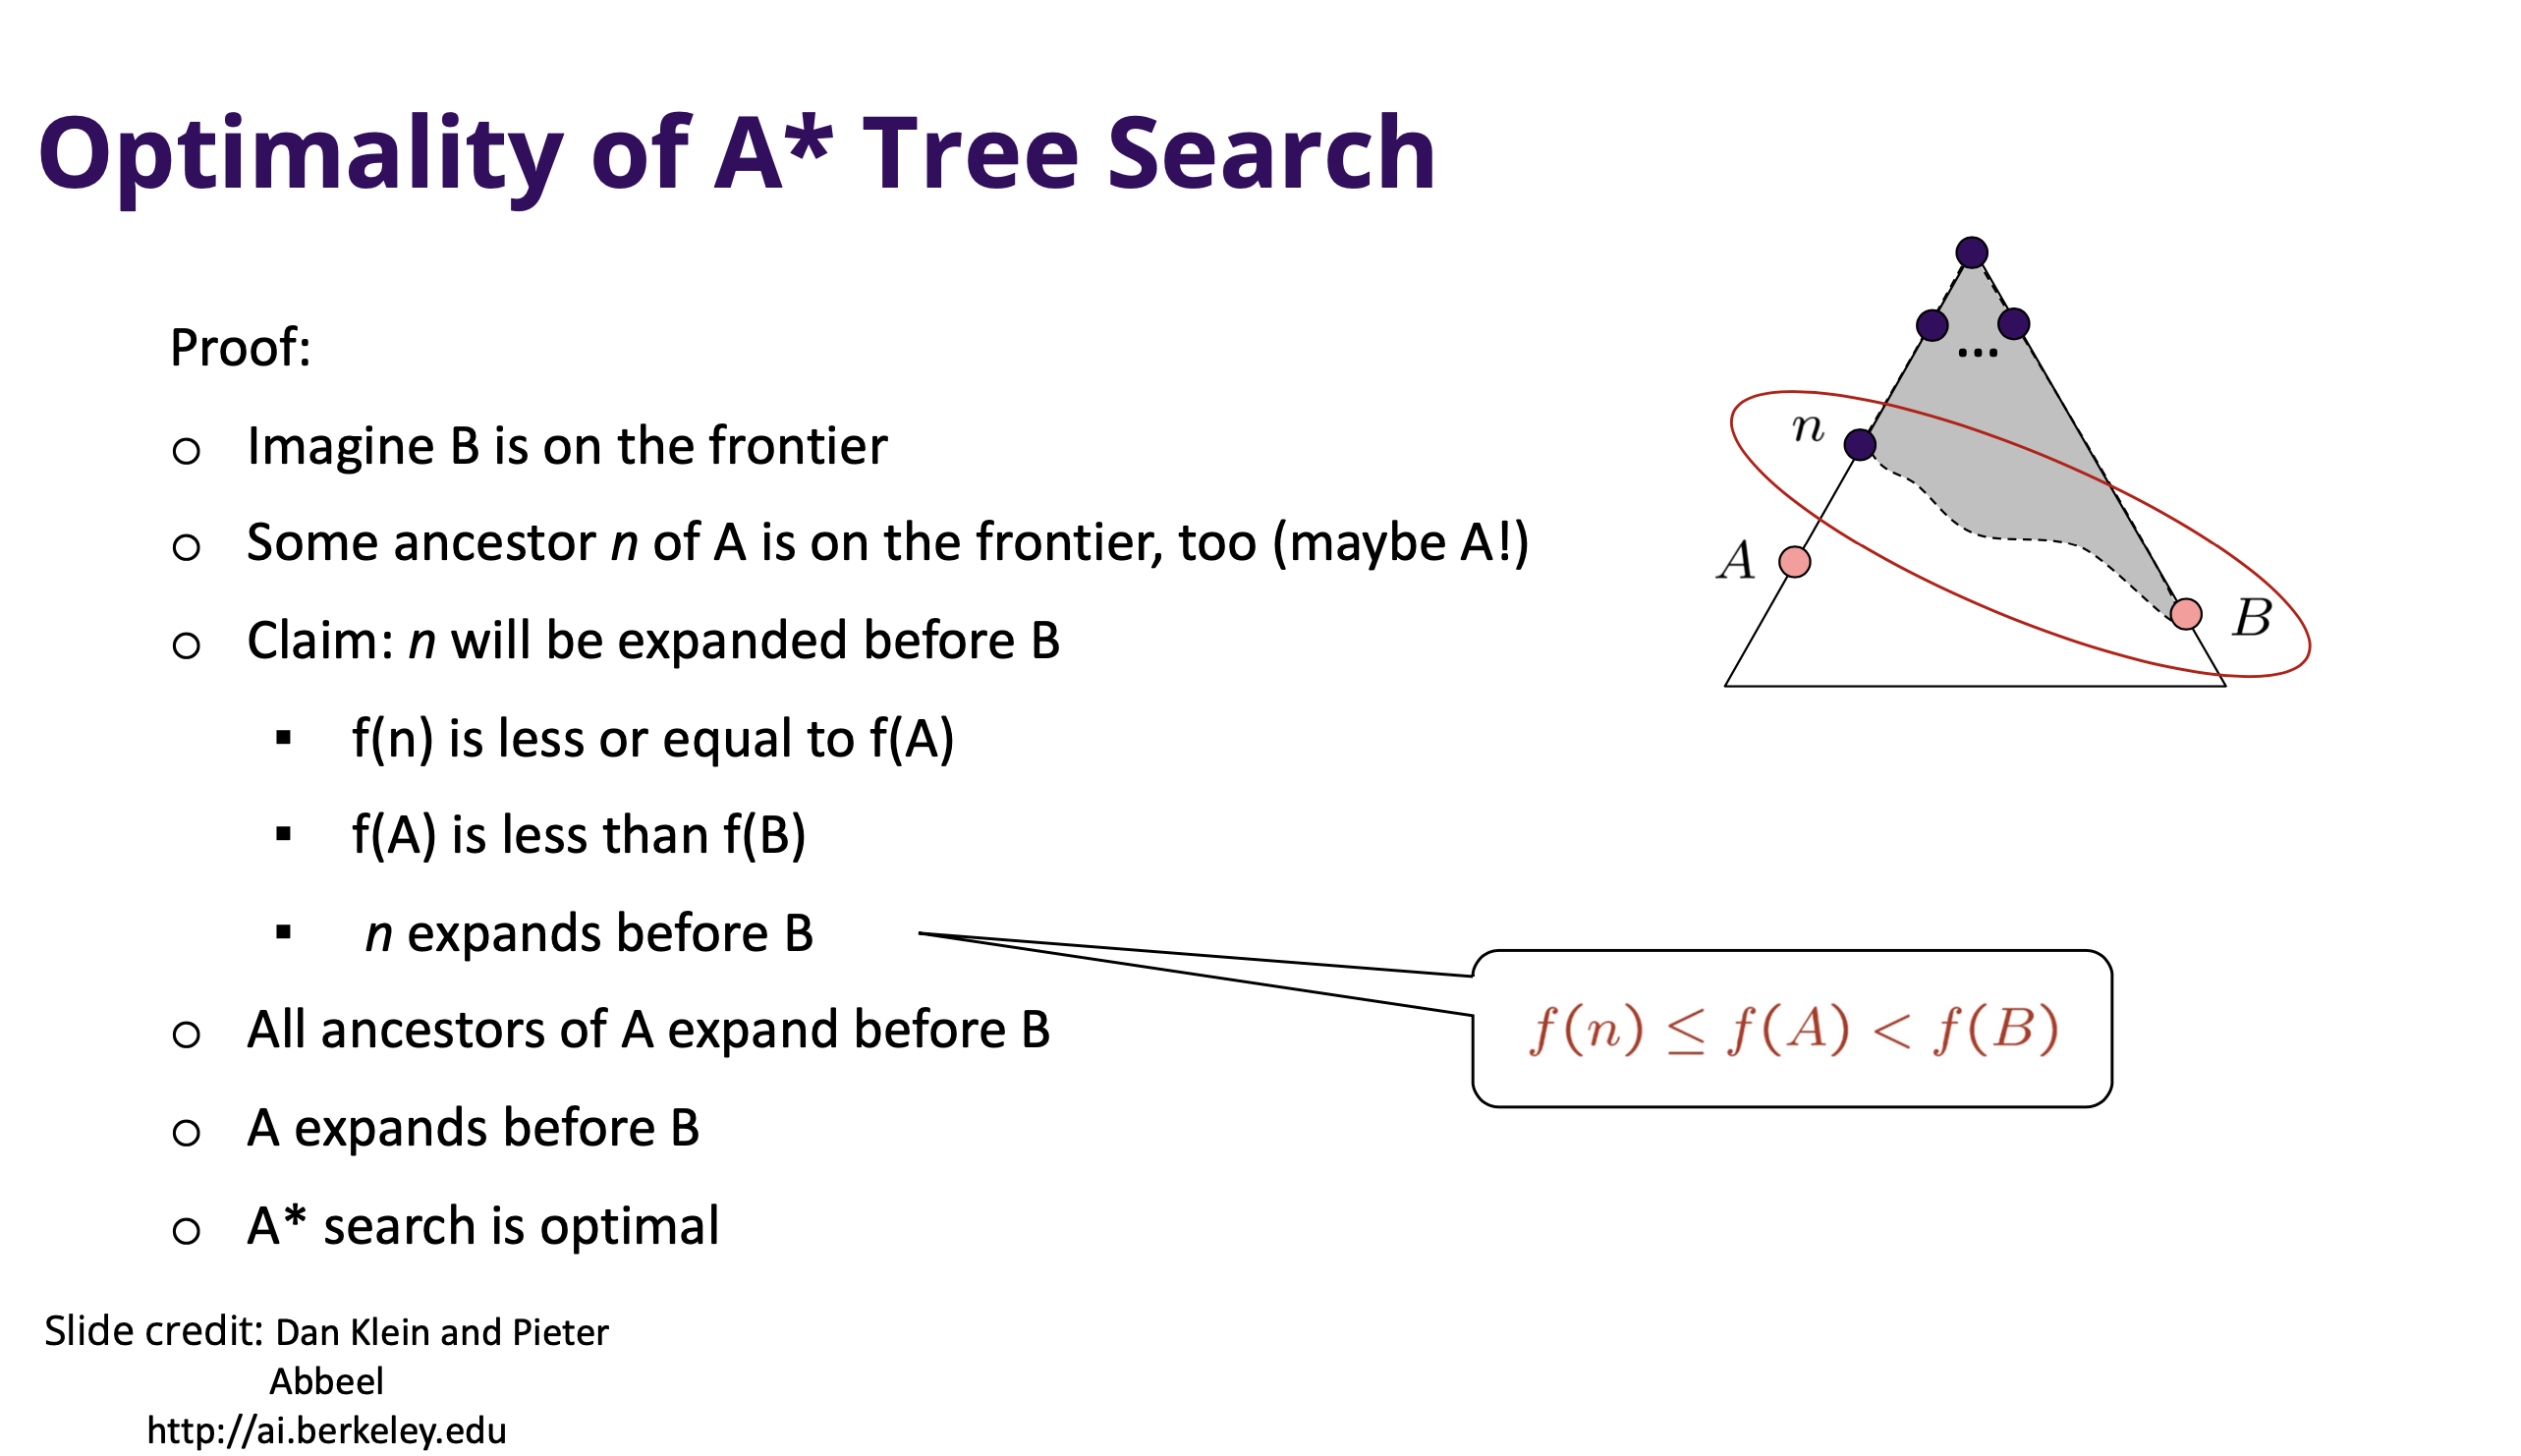 Optimality of A* Tree Search
Proof:
○ Imagine B is on the frontier
○ Some ancestor n of A is on the frontier, too (maybe A!)
○ Claim: n will be expanded before B
▪ f(n) is less or equal to f(A)
▪ f(A) is less than f(B)
▪ n expands before B
○ All ancestors of A expand before B
○ A expands before B
○ A* search is optimal
...
n
A
B
f(n) ≤ f(A) < f(B)
Slide credit: Dan Klein and Pieter
Abbeel
http://ai.berkeley.edu